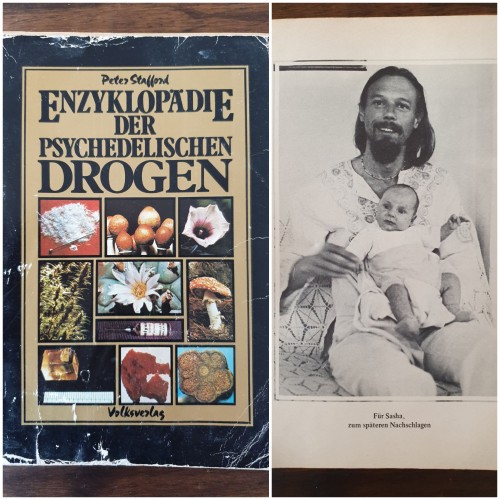 Peter Stafford
ENZYKLOPÄDIE
DER
PSYCHEDELISCHEN
DROGEN
Volksverlag
Für Sasha,
zum späteren Nachschlagen